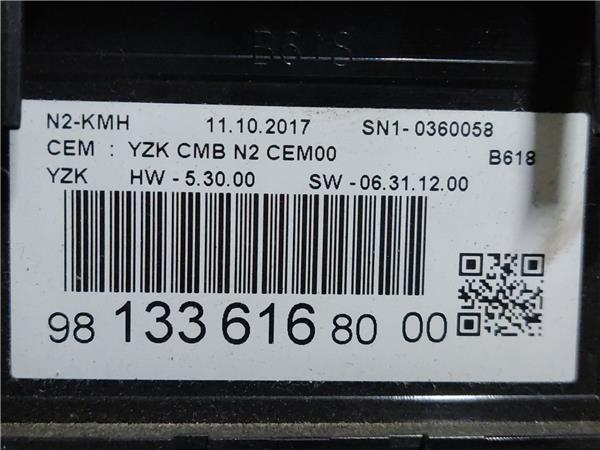 B618
N2-KMH 11.10.2017 SN1- 0360058
CEM : YZK CMB N2 CEM00 B618
YZK HW - 5.30.00 SW - 06.31.12.00
98 133 616 80 00